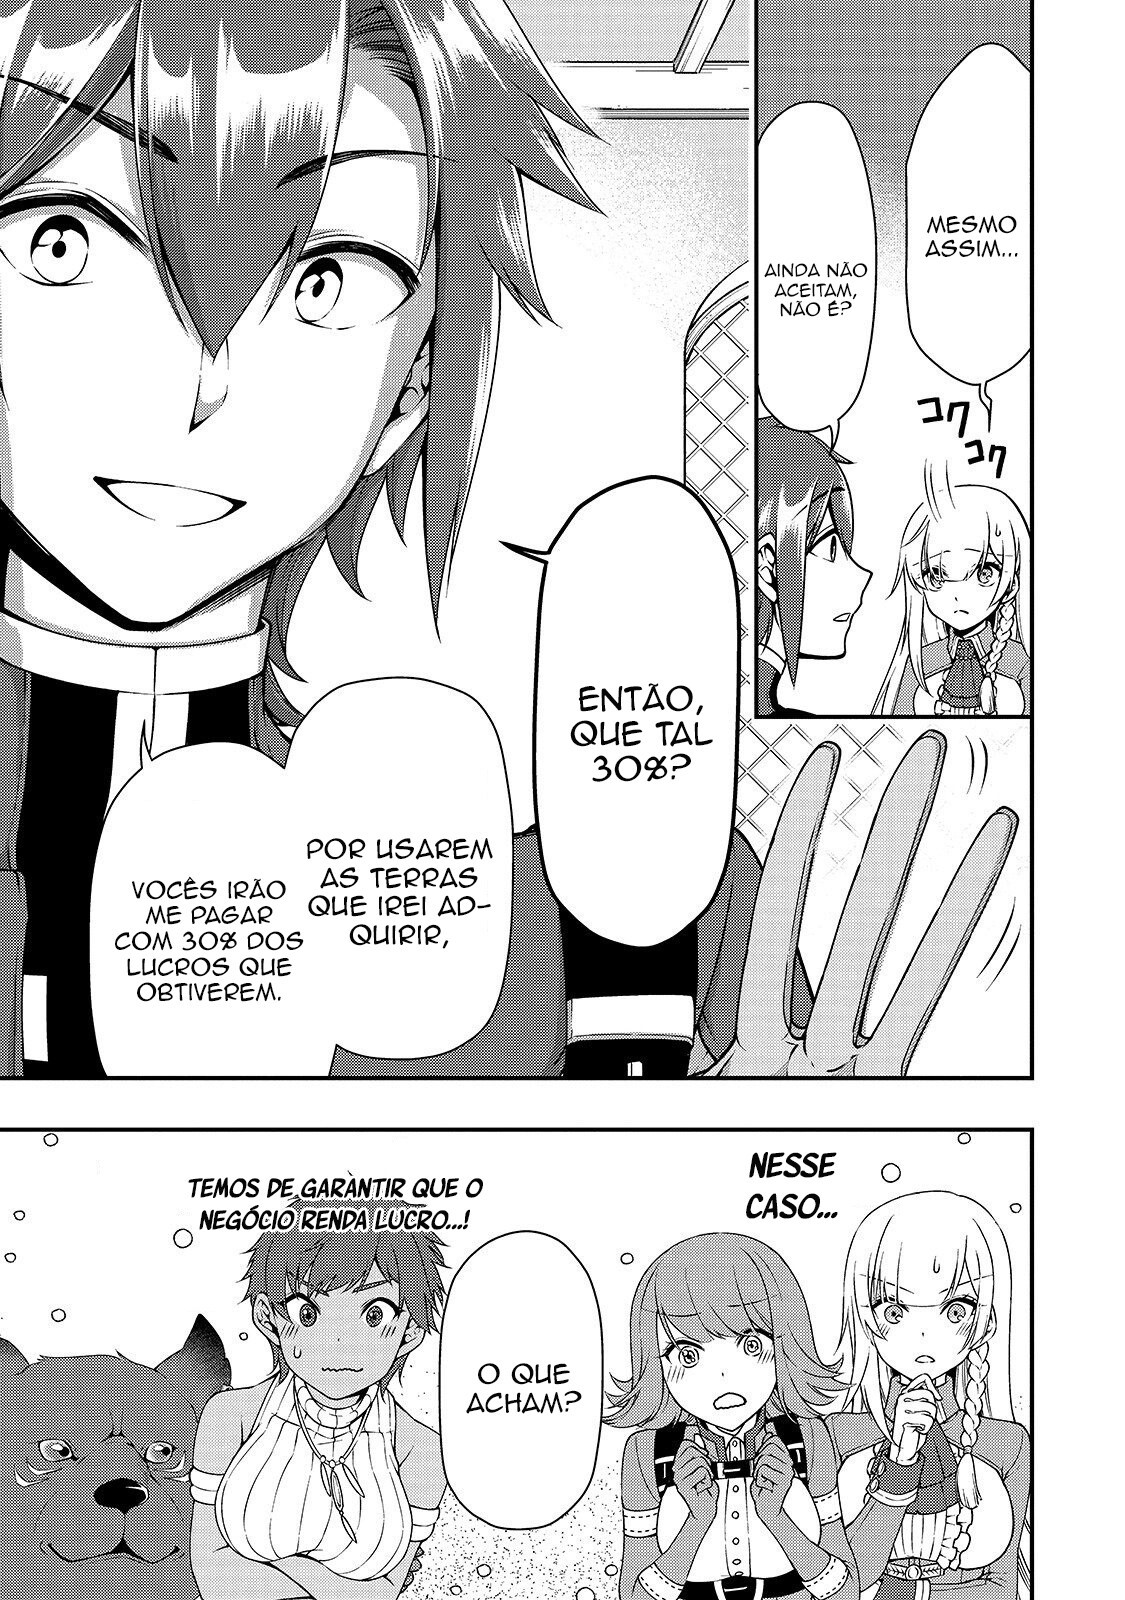 MESMO
ASSIM...
コク
コク
AINDA NÃO
ACEITAM,
NÃO É?
ENTÃO,
QUE TAL
30%?
POR USAREM
AS TERRAS
QUE IREI AD-
QUIRIR,
VOCÊS IRÃO
ME PAGAR
COM 30% DOS
LUCROS QUE
OBTIVEREM.
NESSE
CASO...
O QUE
ACHAM?
TEMOS DE GARANTIR QUE O
NEGÓCIO RENDA LUCRO...!